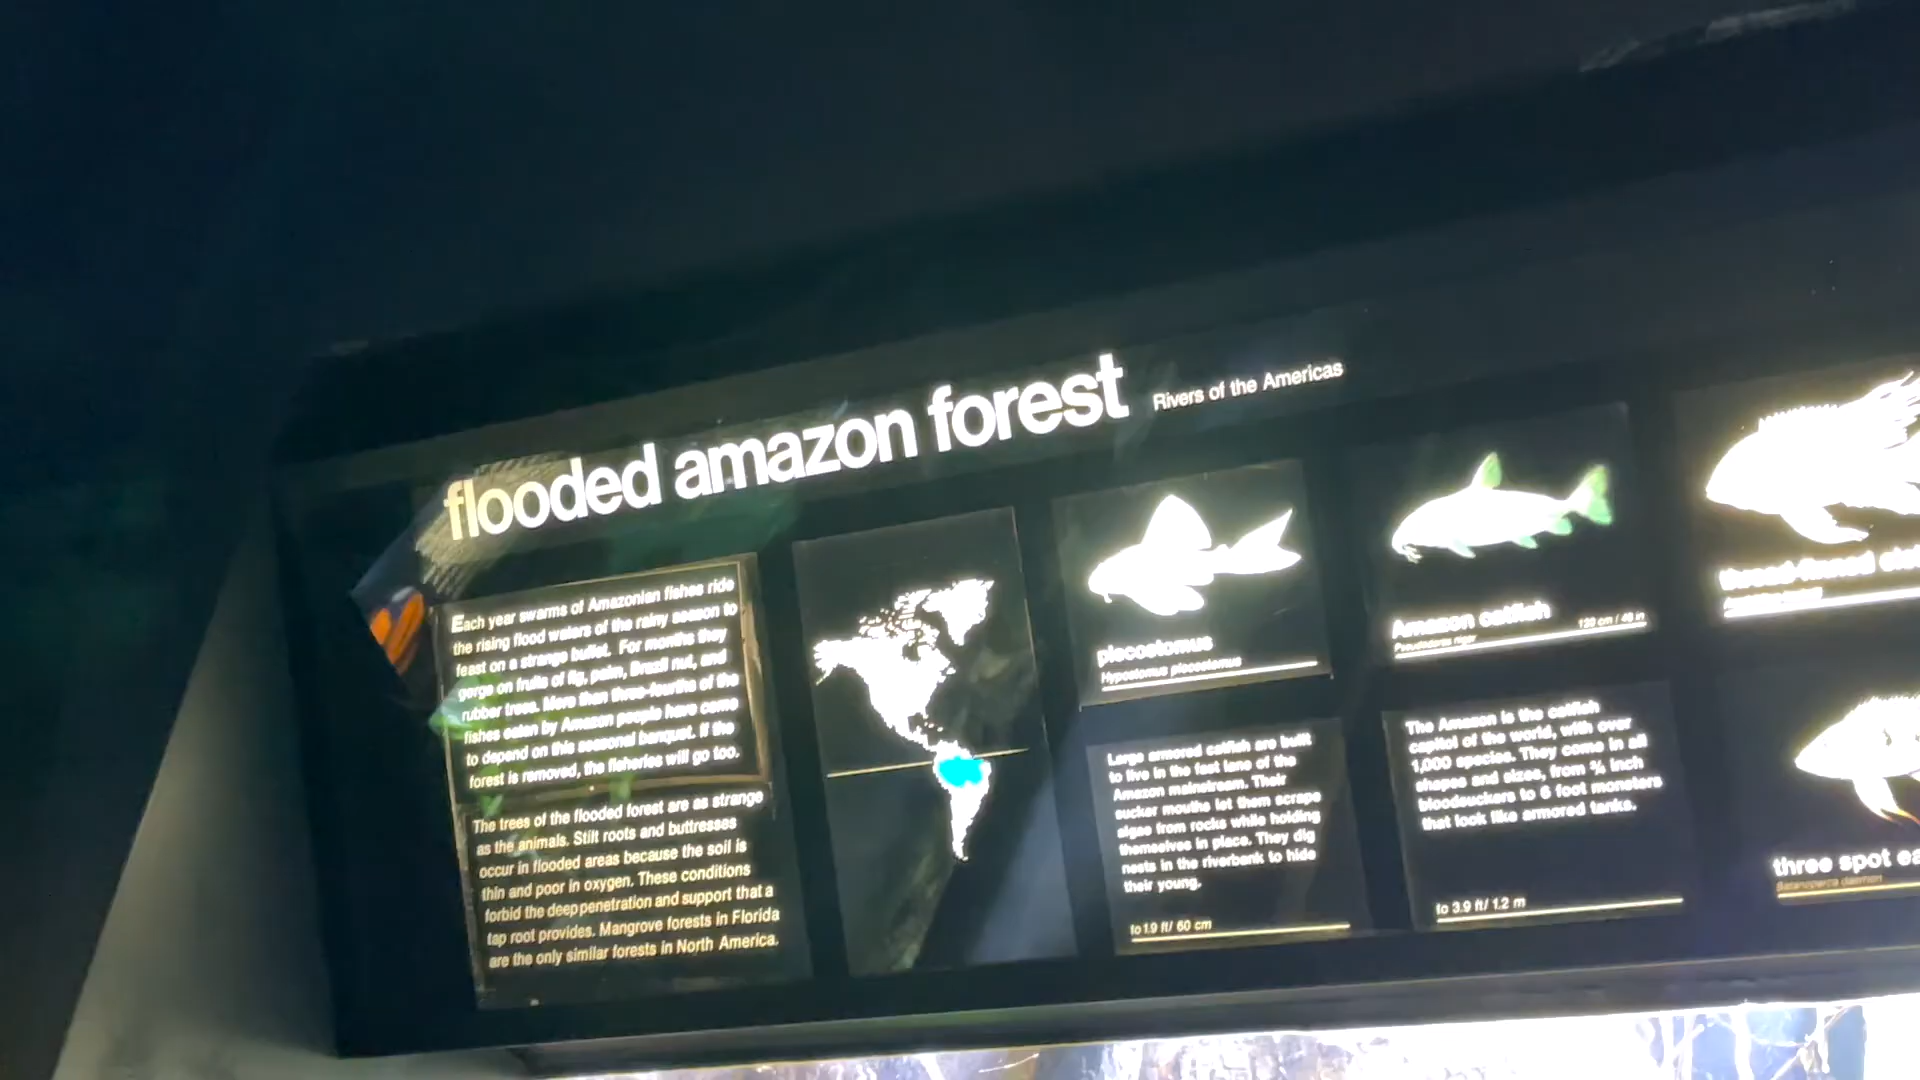 flooded amazon forest
Rivers of the Americas
Each year swarms of Amazonian fishes ride
the rising flood waters of the rainy season to
feast on a strange buffet. For months they
gorge on fruits of fig, palm, Brazil nut, and
rubber trees. More than three-fourths of the
fishes eaten by Amazon people have come
to depend on this seasonal banquet. If the
forest is removed, the fisheries will go too.
The trees of the flooded forest are as strange
as the animals. Stilt roots and buttresses
occur in flooded areas because the soil is
thin and poor in oxygen. These conditions
forbid the deep penetration and support that a
tap root provides. Mangrove forests in Florida
are the only similar forests in North America.
plecostomus
Hypostomus plecostomus
Large armored catfish are built
to live in the fast lane of the
Amazon mainstream. Their
sucker mouths let them scrape
algae from rocks while holding
themselves in place. They dig
nests in the riverbank to hide
their young.
to 1.9 ft/ 60 cm
Amazon catfish
120 cm / 48 in
The Amazon is the catfish
capitol of the world, with over
1,000 species. They come in all
shapes and sizes, from ¾ inch
bloodsuckers to 6 foot monsters
that look like armored tanks.
to 3.9 ft/ 1.2 m
thread-finned
three spot